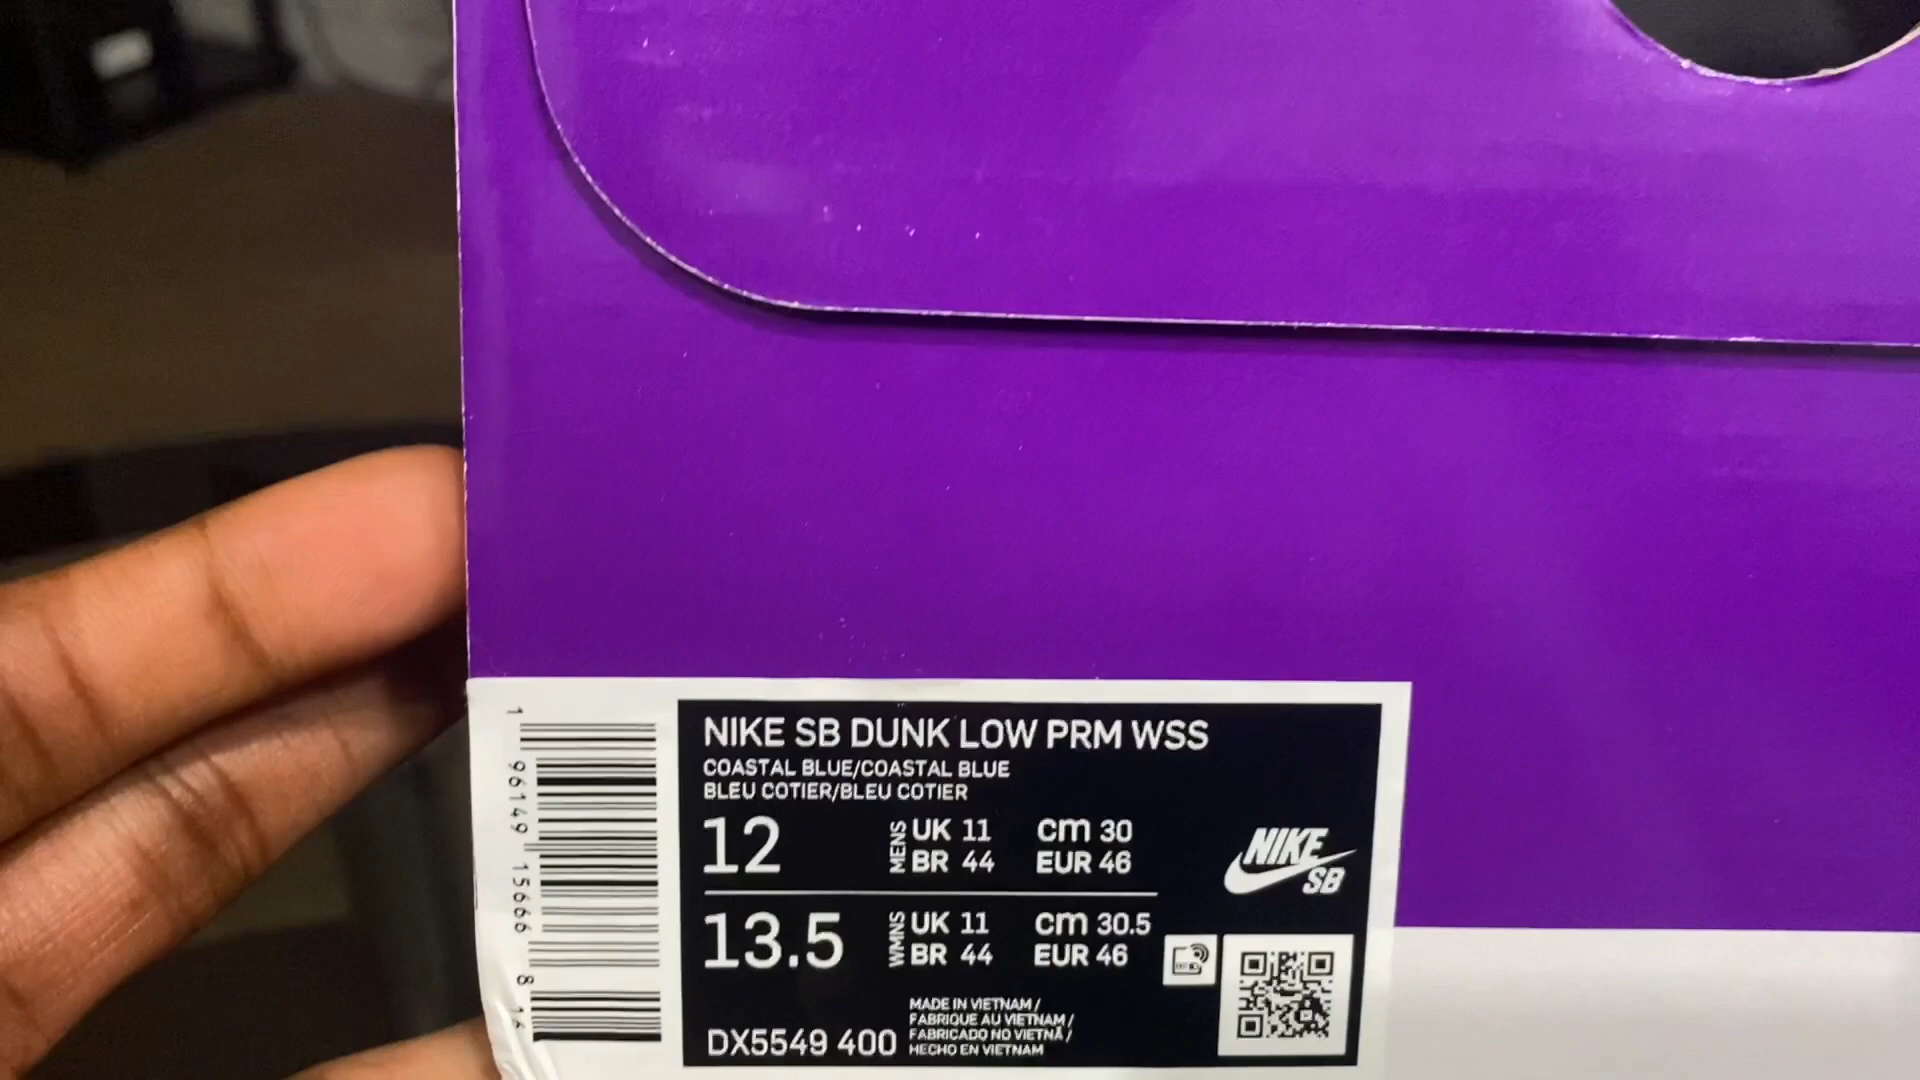 NIKE SB DUNK LOW PRM WSS
COASTAL BLUE/COASTAL BLUE
BLEU COTIER/BLEU COTIER
12 MENS UK 11 cm 30
BR 44 EUR 46
13.5 WMNS UK 11 cm 30.5
BR 44 EUR 46
NIKE
SB
MADE IN VIETNAM /
FABRIQUE AU VIETNAM /
FABRICADO NO VIETNÃ /
HECHO EN VIETNAM
DX5549 400
1 96149 15666 8 16